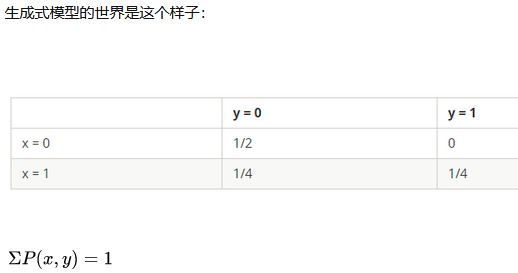 生成式模型的世界是这个样子：
y = 0 y = 1
x = 0 1/2 0
x = 1 1/4 1/4
ΣP(x, y) = 1